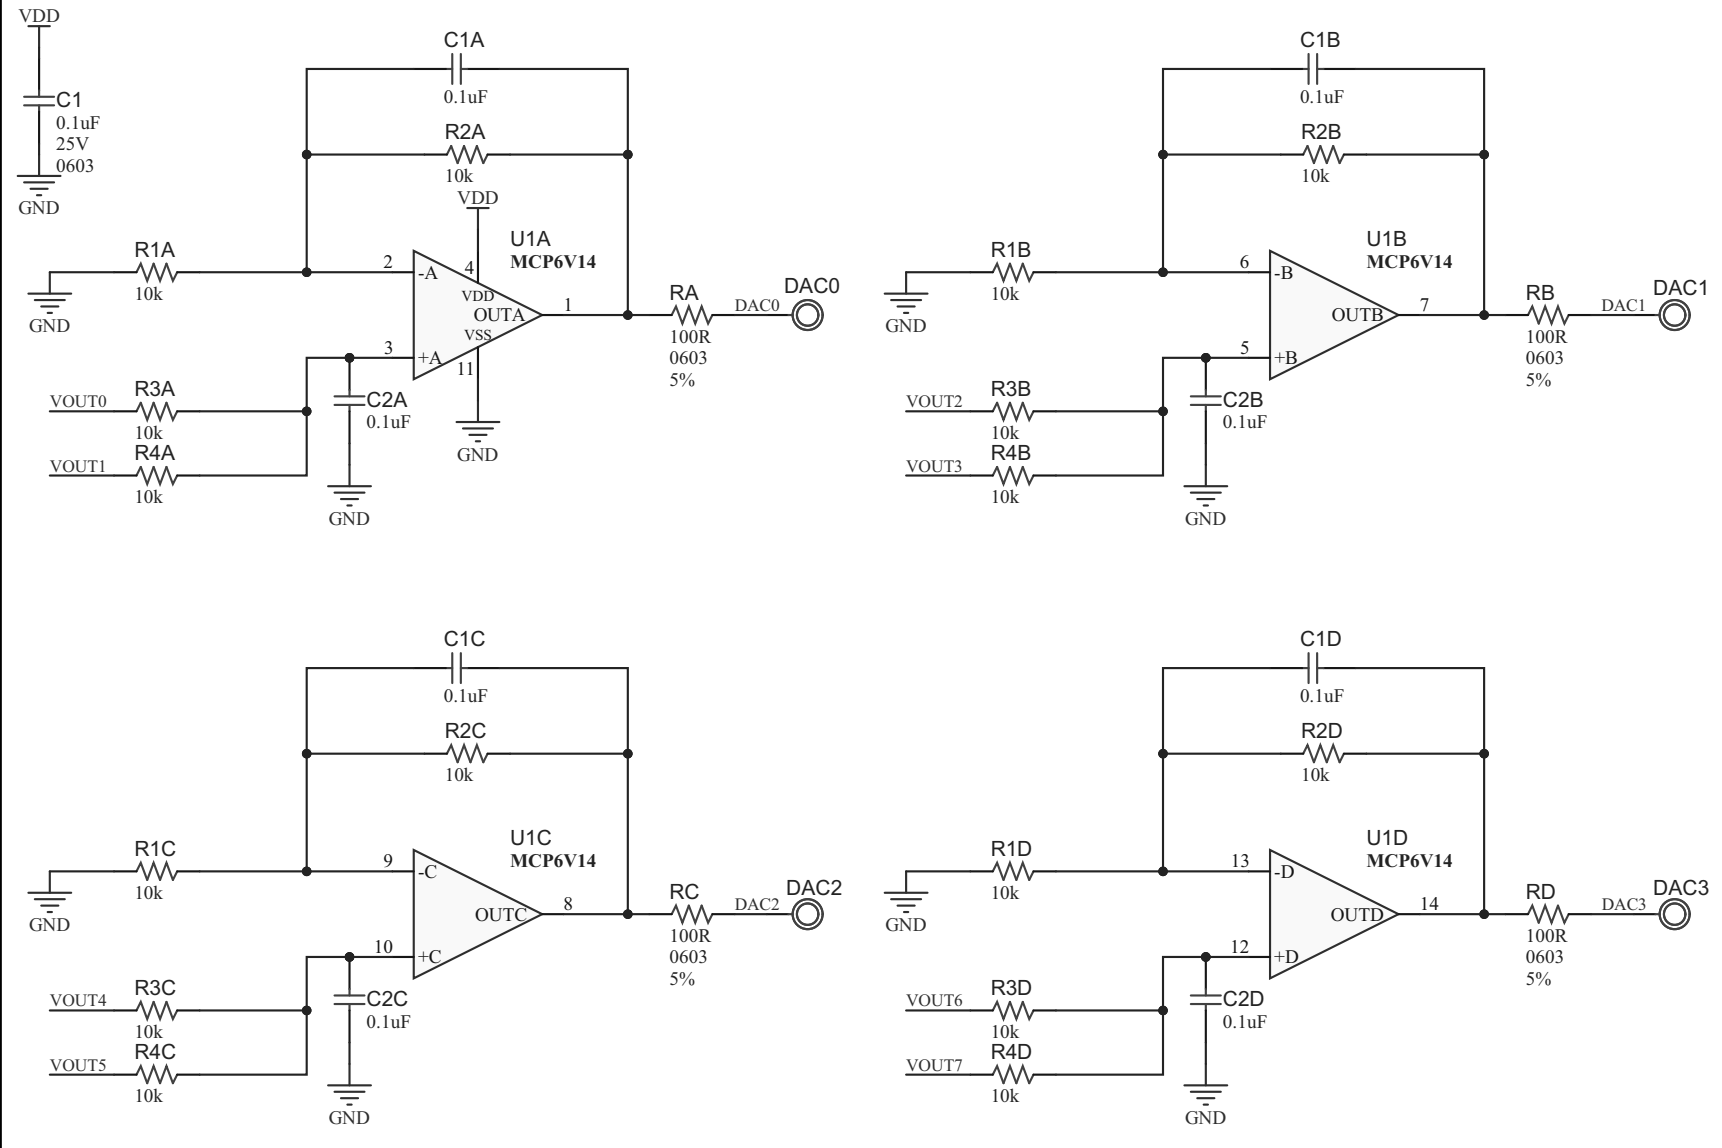 VDD
C1
0.1uF
25V
0603
GND
C1A
0.1uF
R2A
10k
VDD
U1A
MCP6V14
R1A
10k
GND
2
-A
4
VDD
OUTA
VSS
1
3
+A
11
GND
RA
100R
0603
5%
DAC0
DAC0
VOUT0
R3A
10k
VOUT1
R4A
10k
C2A
0.1uF
GND
C1B
0.1uF
R2B
10k
U1B
MCP6V14
R1B
10k
GND
6
-B
OUTB
7
5
+B
RB
100R
0603
5%
DAC1
DAC1
VOUT2
R3B
10k
VOUT3
R4B
10k
C2B
0.1uF
GND
C1C
0.1uF
R2C
10k
U1C
MCP6V14
R1C
10k
GND
9
-C
OUTC
8
10
+C
RC
100R
0603
5%
DAC2
DAC2
VOUT4
R3C
10k
VOUT5
R4C
10k
C2C
0.1uF
GND
C1D
0.1uF
R2D
10k
U1D
MCP6V14
R1D
10k
GND
13
-D
OUTD
14
12
+D
RD
100R
0603
5%
DAC3
DAC3
VOUT6
R3D
10k
VOUT7
R4D
10k
C2D
0.1uF
GND